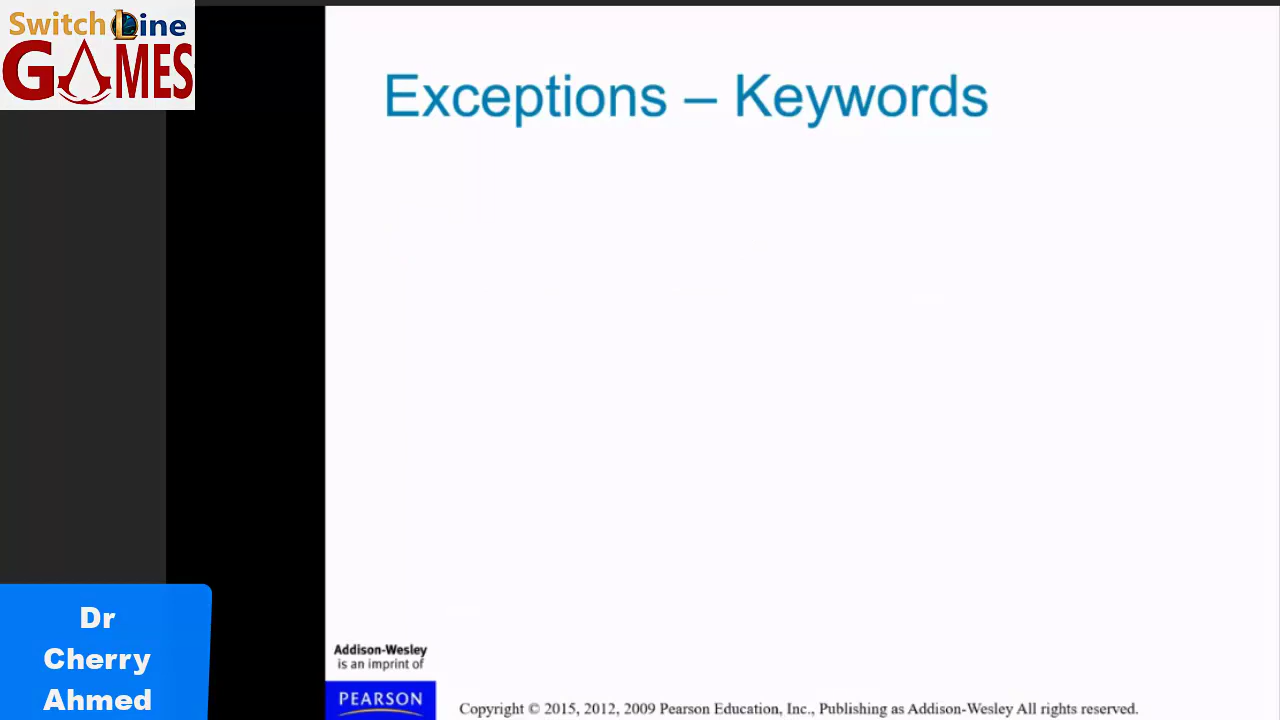 Switch Line
GAMES
Exceptions – Keywords
Dr
Cherry
Ahmed
Addison-Wesley
is an imprint of
PEARSON
Copyright © 2015, 2012, 2009 Pearson Education, Inc., Publishing as Addison-Wesley All rights reserved.